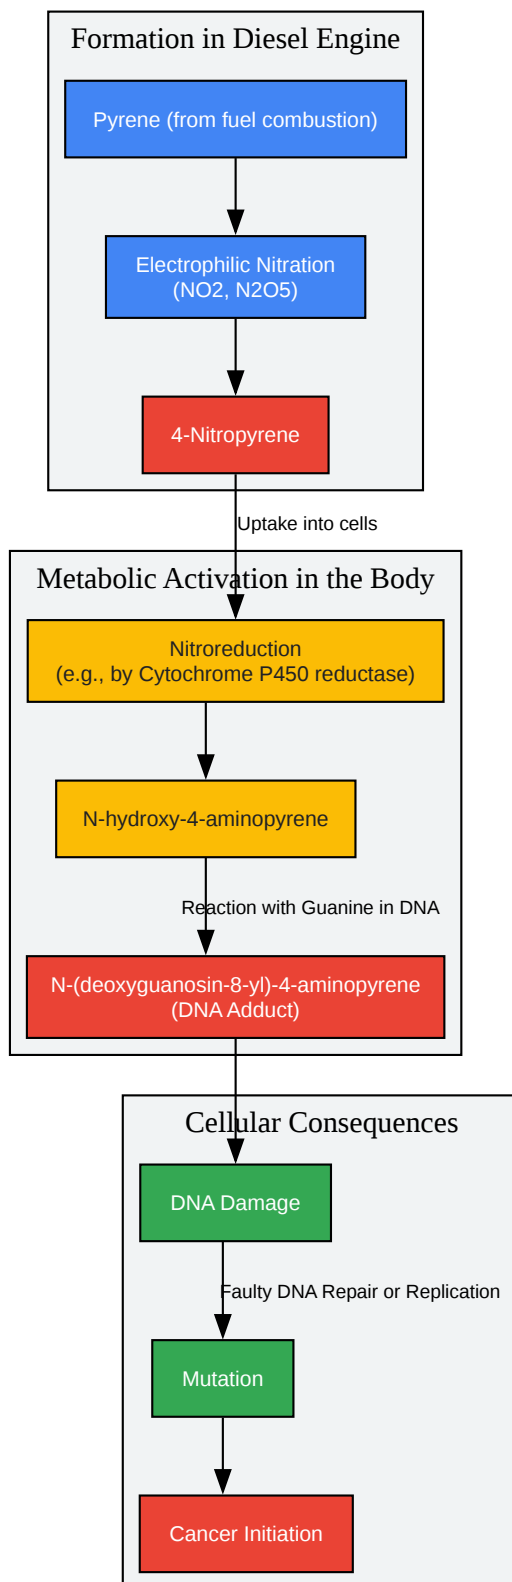 Formation in Diesel Engine
Pyrene (from fuel combustion)
Electrophilic Nitration
(NO2, N2O5)
4-Nitropyrene
Uptake into cells
Metabolic Activation in the Body
Nitroreduction
(e.g., by Cytochrome P450 reductase)
N-hydroxy-4-aminopyrene
Reaction with Guanine in DNA
N-(deoxyguanosin-8-yl)-4-aminopyrene
(DNA Adduct)
Cellular Consequences
DNA Damage
Faulty DNA Repair or Replication
Mutation
Cancer Initiation